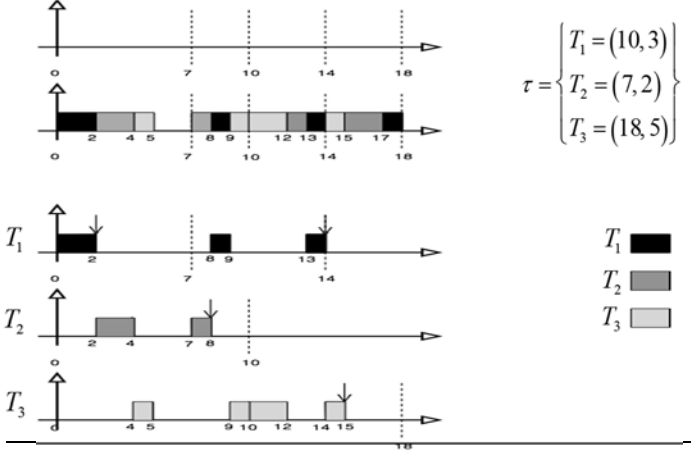 0 7 10 14 18
τ = { T₁ = (10, 3)
T₂ = (7, 2)
T₃ = (18, 5) }
2 4 5 8 9 12 13 15 17
0 7 10 14 18
T₁
2 8 9 13
0 7 14
T₂
2 4 7 8
0 10
T₃
4 5 9 10 12 14 15
0 18
T₁
T₂
T₃